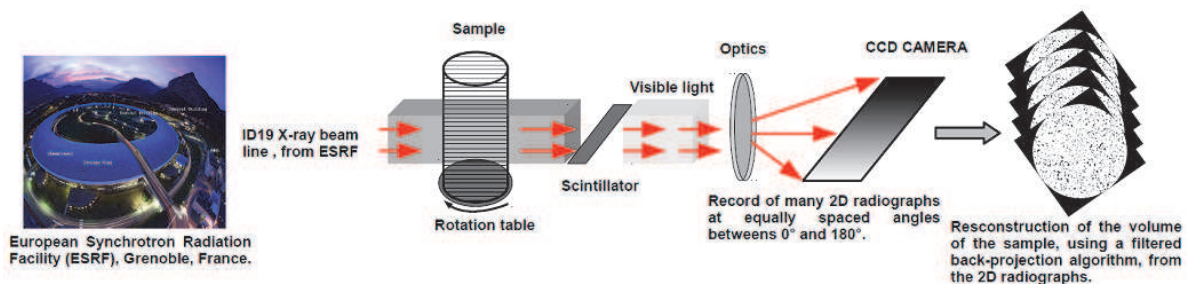 Sample
Optics
CCD CAMERA
Visible light
ID19 X-ray beam
line , from ESRF
Scintillator
Rotation table
Record of many 2D radiographs
at equally spaced angles
betweens 0° and 180°.
European Synchrotron Radiation
Facility (ESRF), Grenoble, France.
Resconstruction of the volume
of the sample, using a filtered
back-projection algorithm, from
the 2D radiographs.